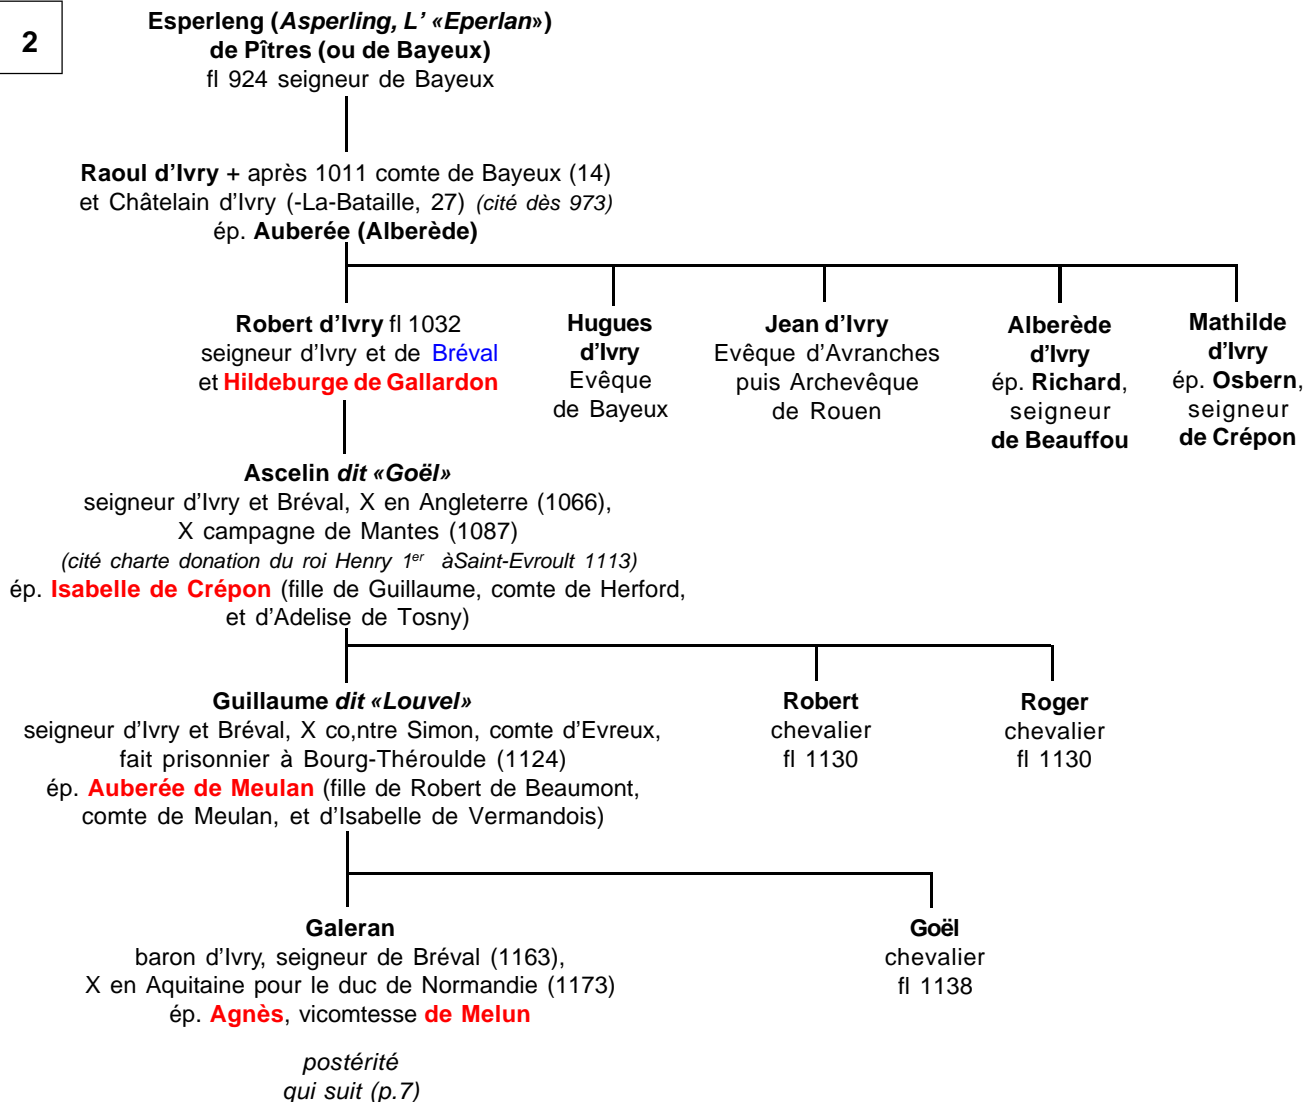 2
Esperleng (Asperling, L' «Eperlan»)
de Pîtres (ou de Bayeux)
fl 924 seigneur de Bayeux
Raoul d'Ivry + après 1011 comte de Bayeux (14)
et Châtelain d'Ivry (-La-Bataille, 27) (cité dès 973)
ép. Auberée (Alberède)
Robert d'Ivry fl 1032
seigneur d'Ivry et de Bréval
et Hildeburge de Gallardon
Hugues
d'Ivry
Evêque
de Bayeux
Jean d'Ivry
Evêque d'Avranches
puis Archevêque
de Rouen
Alberède
d'Ivry
ép. Richard,
seigneur
de Beauffou
Mathilde
d'Ivry
ép. Osbern,
seigneur
de Crépon
Ascelin dit «Goël»
seigneur d'Ivry et Bréval, X en Angleterre (1066),
X campagne de Mantes (1087)
(cité charte donation du roi Henry 1er àSaint-Evroult 1113)
ép. Isabelle de Crépon (fille de Guillaume, comte de Herford,
et d'Adelise de Tosny)
Guillaume dit «Louvel»
seigneur d'Ivry et Bréval, X co,ntre Simon, comte d'Evreux,
fait prisonnier à Bourg-Théroulde (1124)
ép. Auberée de Meulan (fille de Robert de Beaumont,
comte de Meulan, et d'Isabelle de Vermandois)
Robert
chevalier
fl 1130
Roger
chevalier
fl 1130
Galeran
baron d'Ivry, seigneur de Bréval (1163),
X en Aquitaine pour le duc de Normandie (1173)
ép. Agnès, vicomtesse de Melun
Goël
chevalier
fl 1138
postérité
qui suit (p.7)